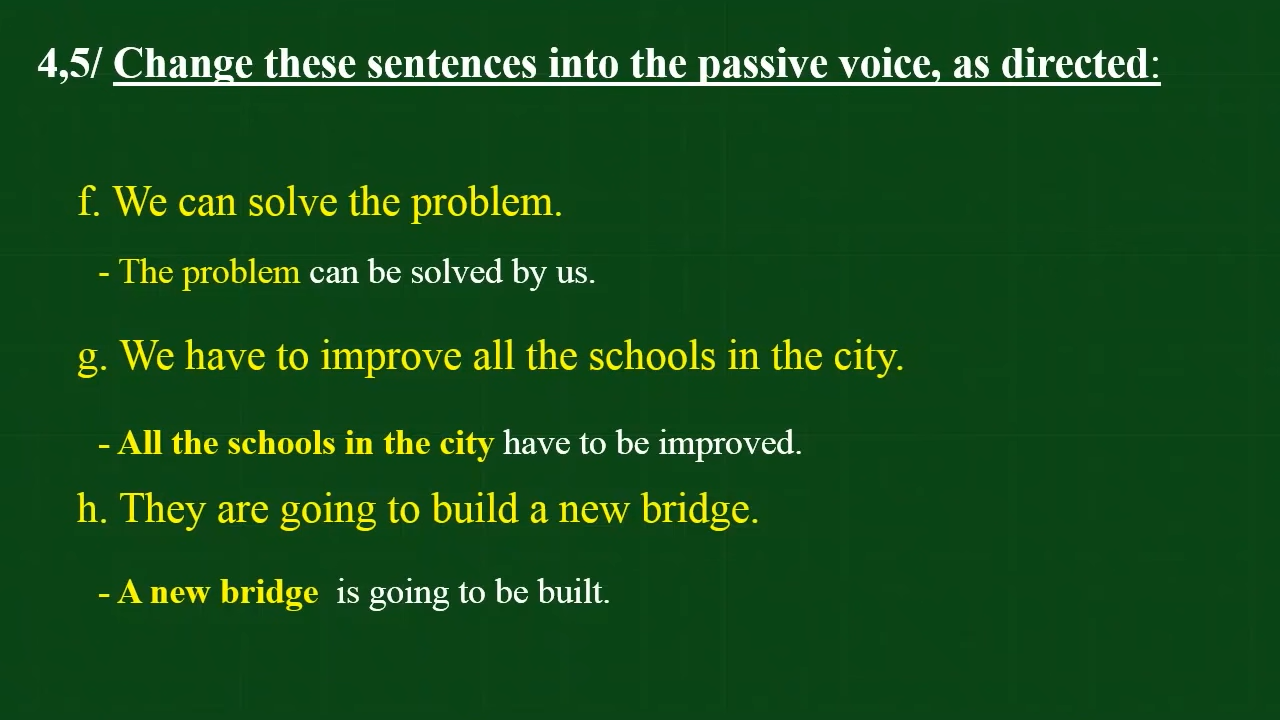 4,5/ Change these sentences into the passive voice, as directed:
f. We can solve the problem.
- The problem can be solved by us.
g. We have to improve all the schools in the city.
- All the schools in the city have to be improved.
h. They are going to build a new bridge.
- A new bridge is going to be built.